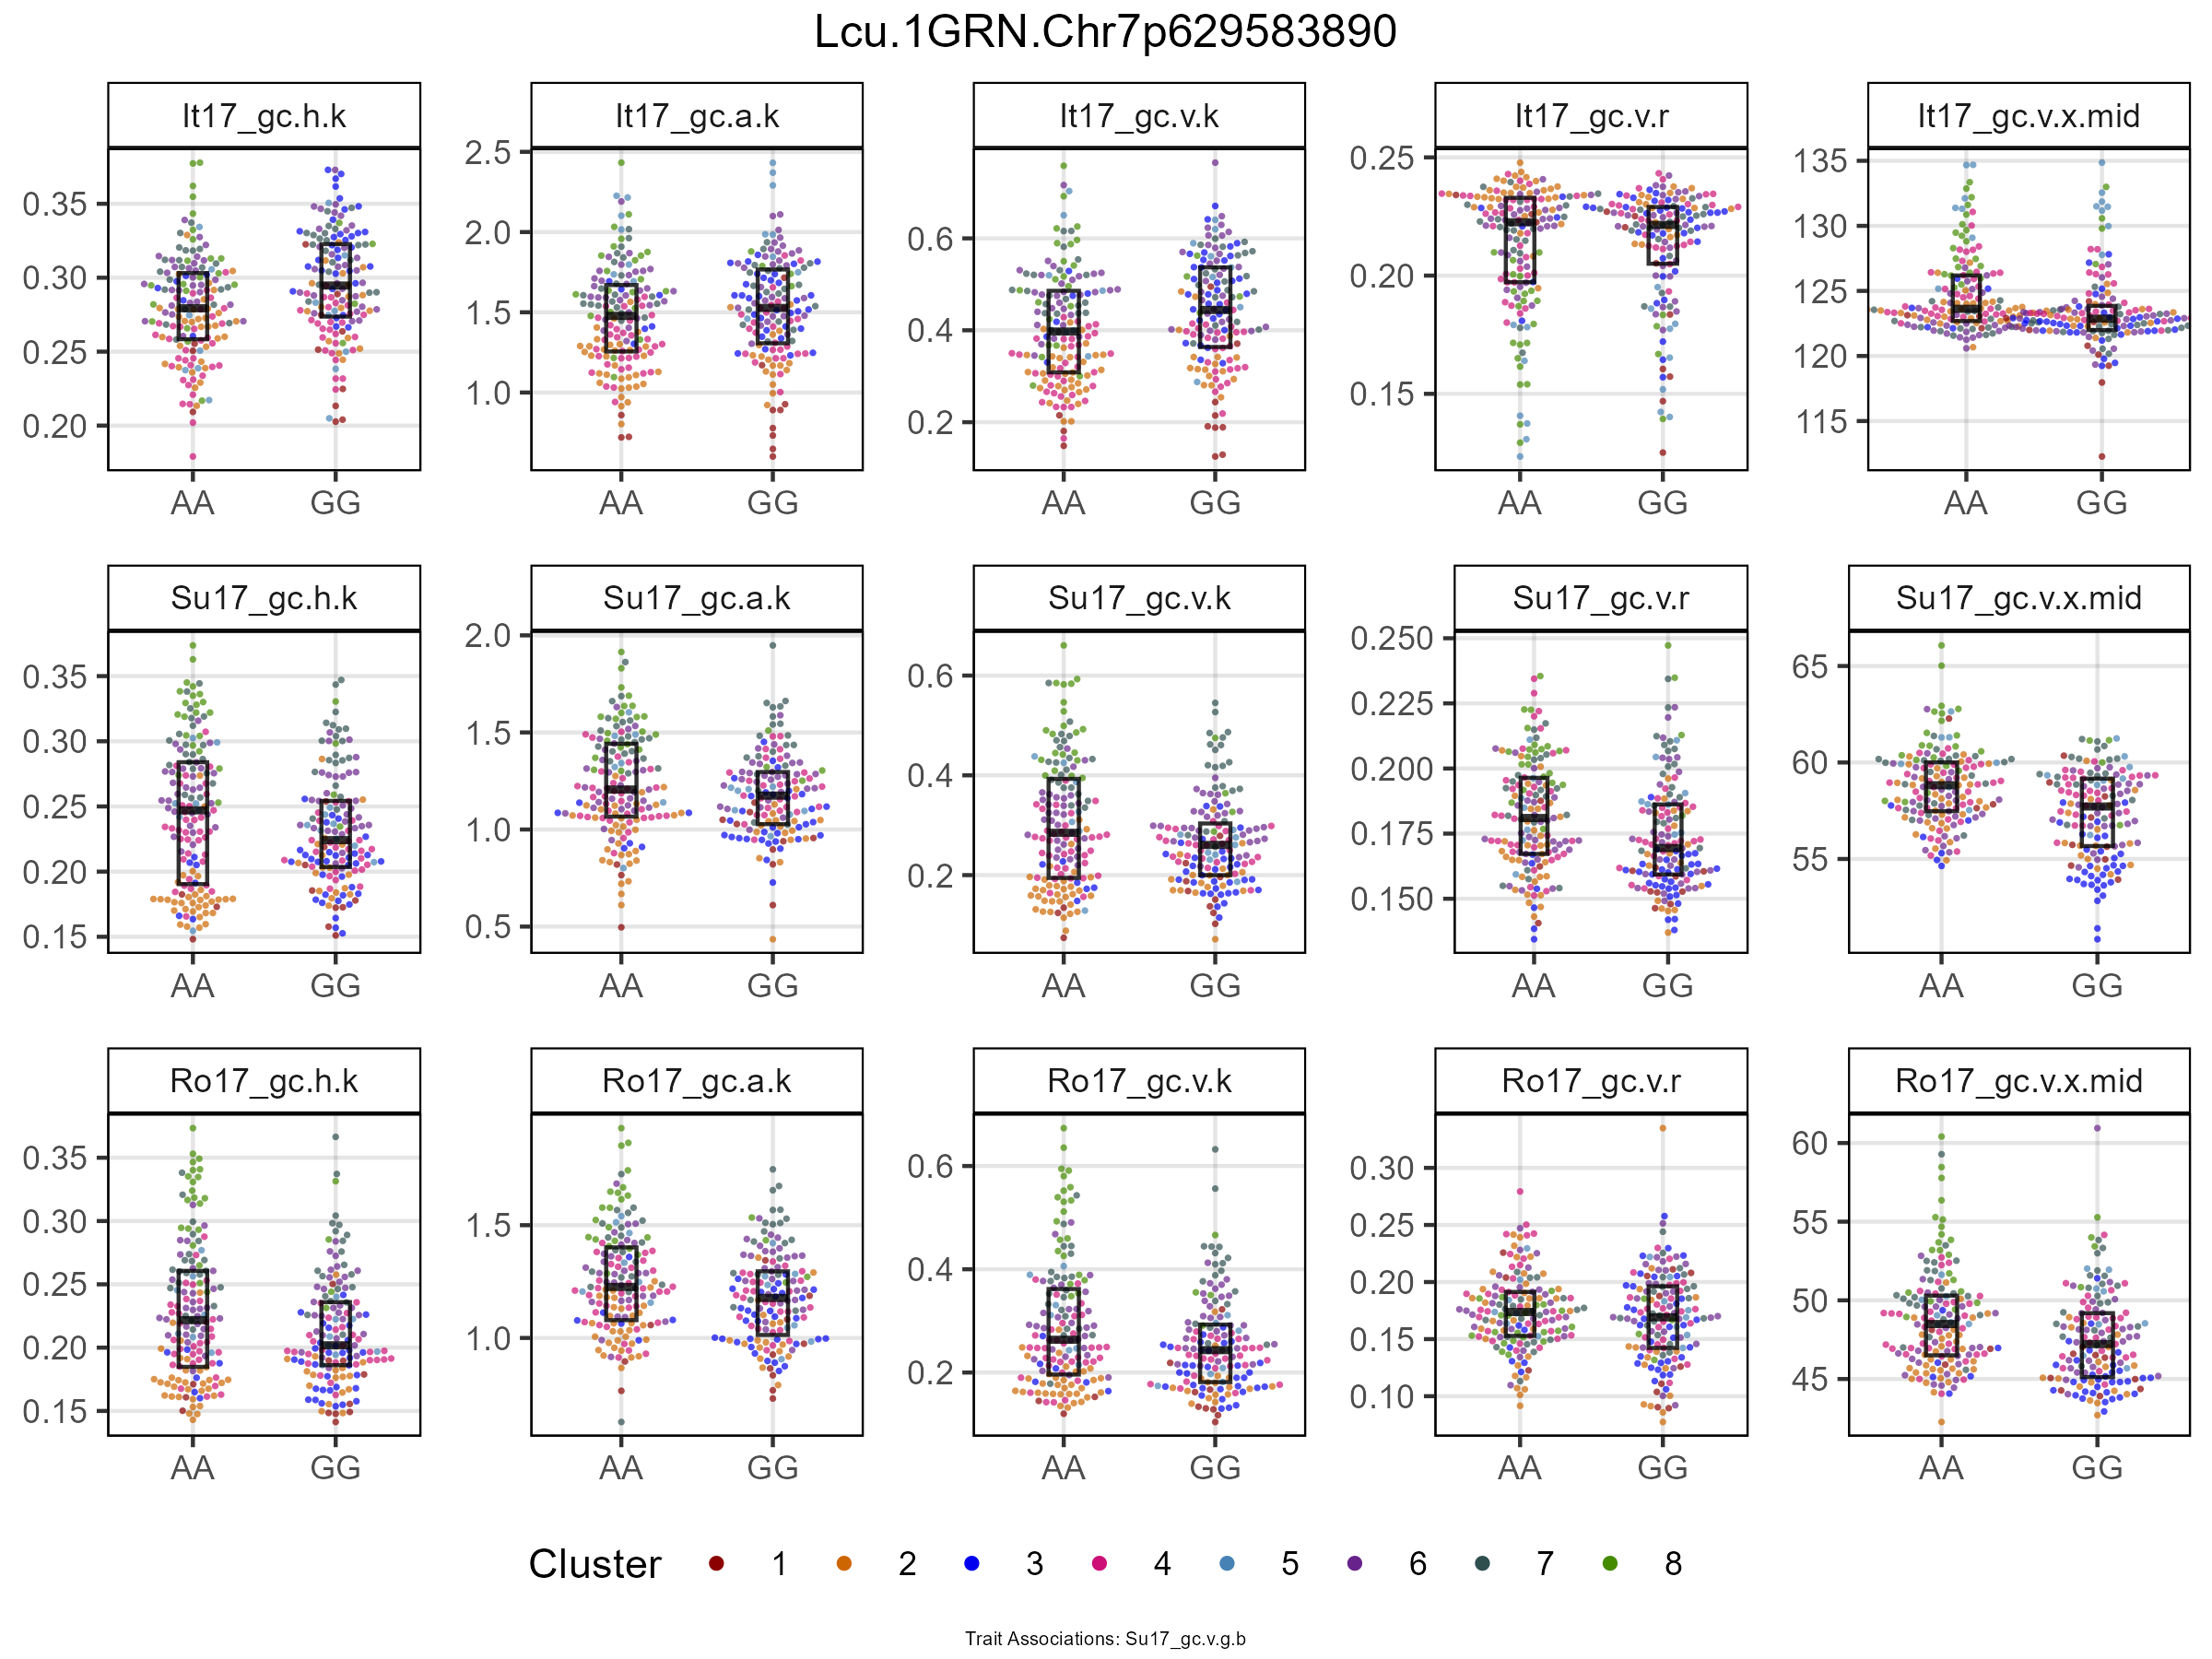 Lcu.1GRN.Chr7p629583890
It17_gc.h.k It17_gc.a.k It17_gc.v.k It17_gc.v.r It17_gc.v.x.mid
0.35 0.30 0.25 0.20
2.5 2.0 1.5 1.0
0.6 0.4 0.2
0.25 0.20 0.15
135 130 125 120 115
AA GG AA GG AA GG AA GG AA GG
Su17_gc.h.k Su17_gc.a.k Su17_gc.v.k Su17_gc.v.r Su17_gc.v.x.mid
0.35 0.30 0.25 0.20 0.15
2.0 1.5 1.0 0.5
0.6 0.4 0.2
0.250 0.225 0.200 0.175 0.150
65 60 55
AA GG AA GG AA GG AA GG AA GG
Ro17_gc.h.k Ro17_gc.a.k Ro17_gc.v.k Ro17_gc.v.r Ro17_gc.v.x.mid
0.35 0.30 0.25 0.20 0.15
1.5 1.0
0.6 0.4 0.2
0.30 0.25 0.20 0.15 0.10
60 55 50 45
AA GG AA GG AA GG AA GG AA GG
Cluster 1 2 3 4 5 6 7 8
Trait Associations: Su17_gc.v.g.b